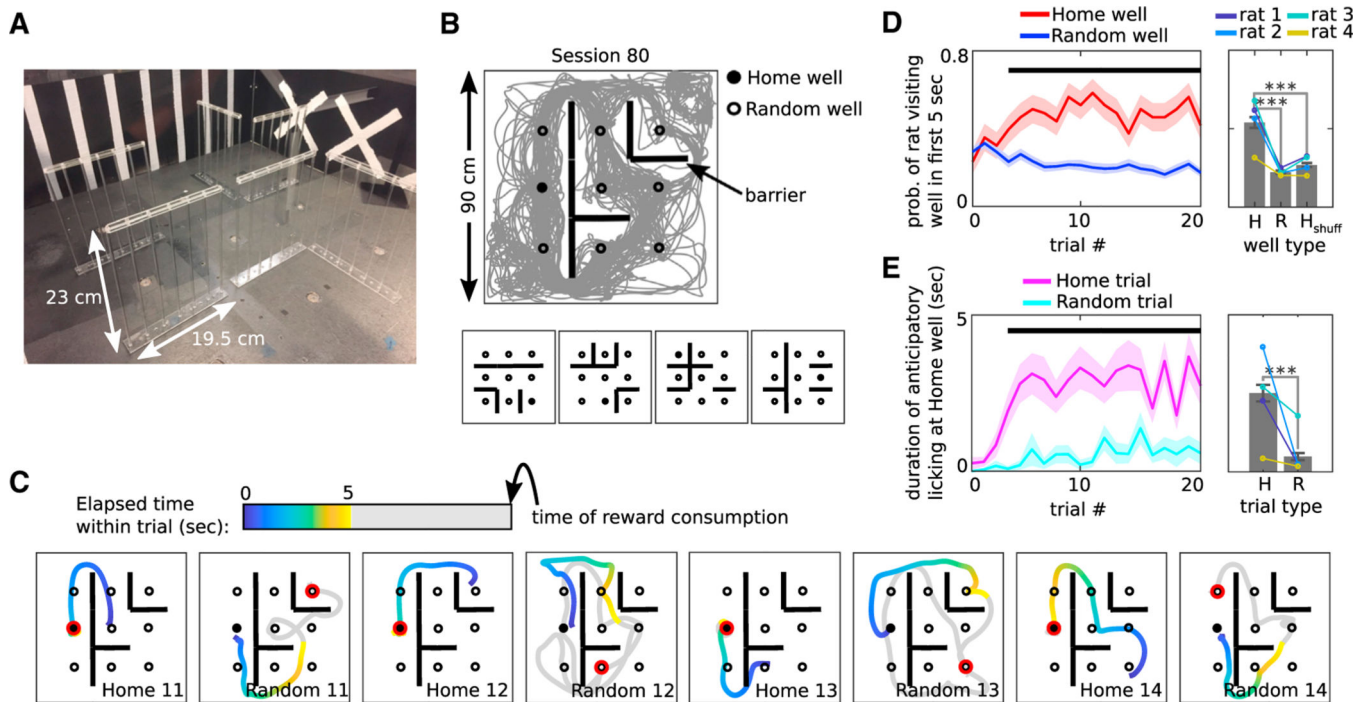 A
23 cm
19.5 cm
B
Session 80
Home well
Random well
90 cm
barrier
C
Elapsed time
within trial (sec):
0
5
time of reward consumption
Home 11
Random 11
Home 12
Random 12
Home 13
Random 13
Home 14
Random 14
D
Home well
Random well
rat 1
rat 3
rat 2
rat 4
prob. of rat visiting
well in first 5 sec
0.8
0
0
10
20
trial #
***
***
H
R
Hshuff
well type
E
Home trial
Random trial
duration of anticipatory
licking at Home well (sec)
5
0
0
10
20
trial #
***
H
R
trial type